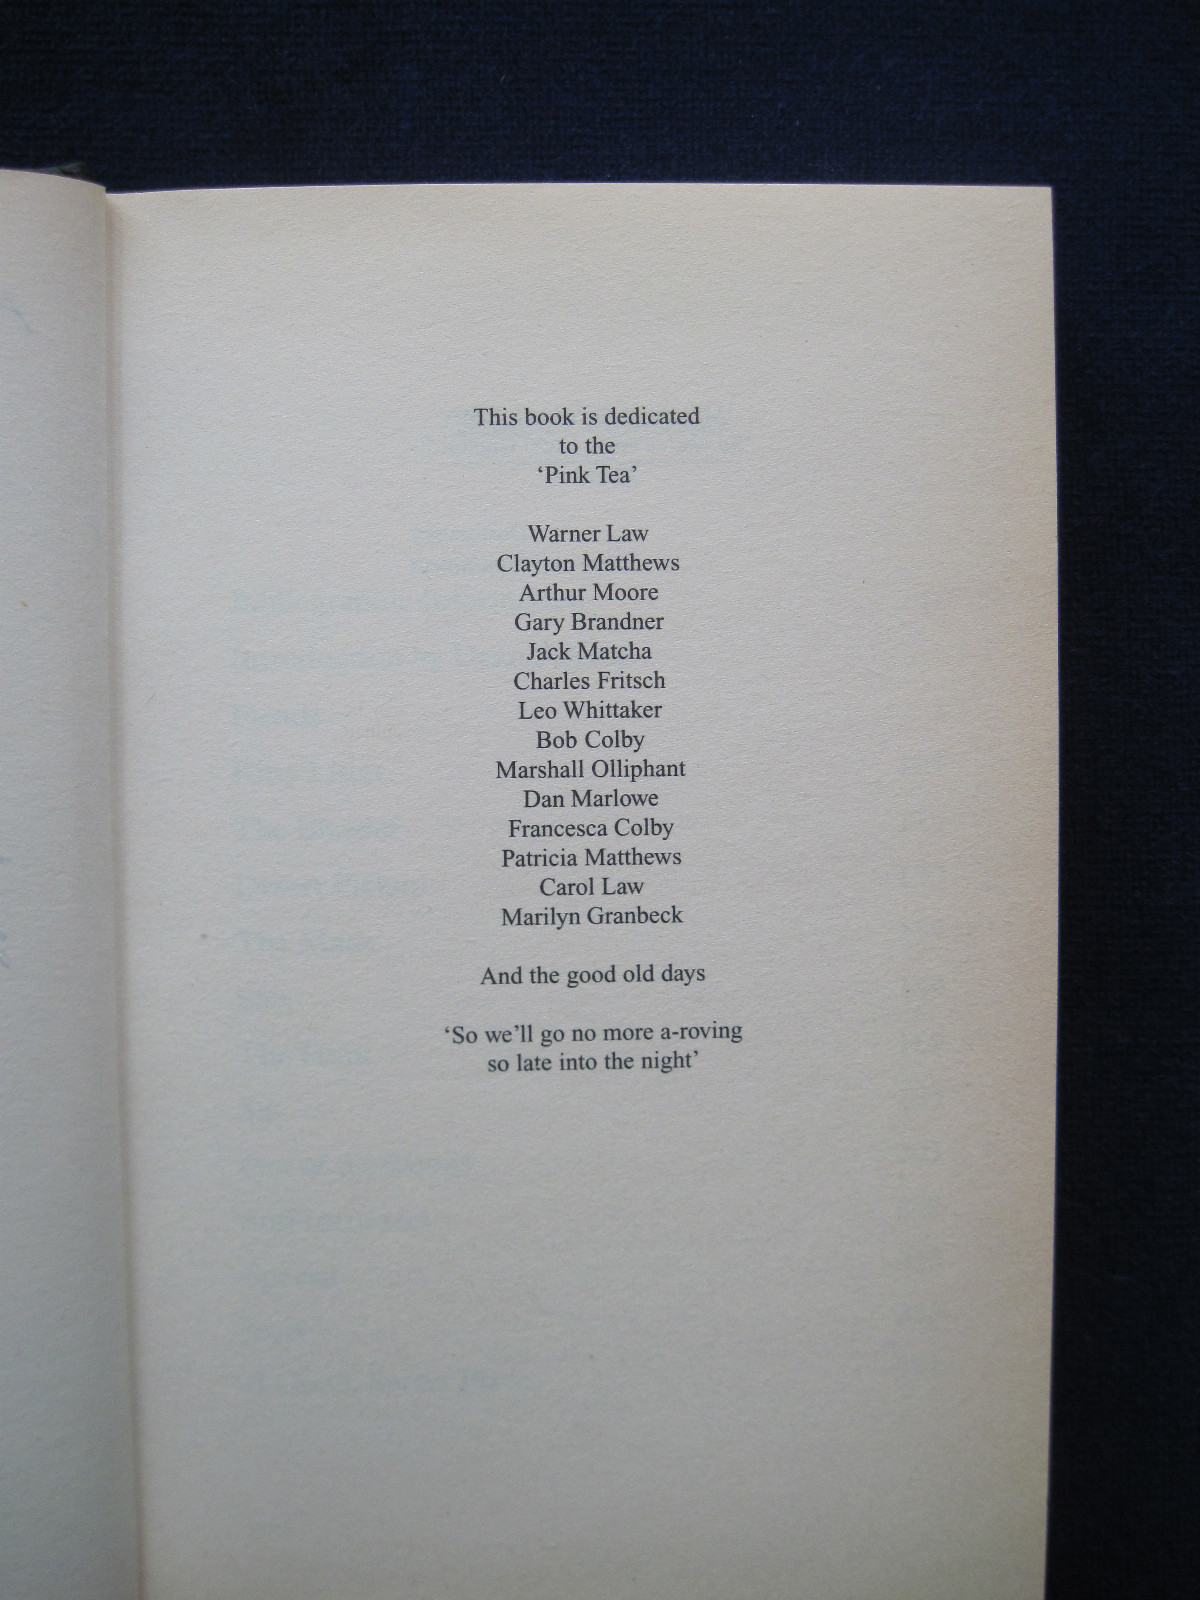 This book is dedicated
to the
‘Pink Tea’
Warner Law
Clayton Matthews
Arthur Moore
Gary Brandner
Jack Matcha
Charles Fritsch
Leo Whittaker
Bob Colby
Marshall Olliphant
Dan Marlowe
Francesca Colby
Patricia Matthews
Carol Law
Marilyn Granbeck
And the good old days
‘So we’ll go no more a-roving
so late into the night’